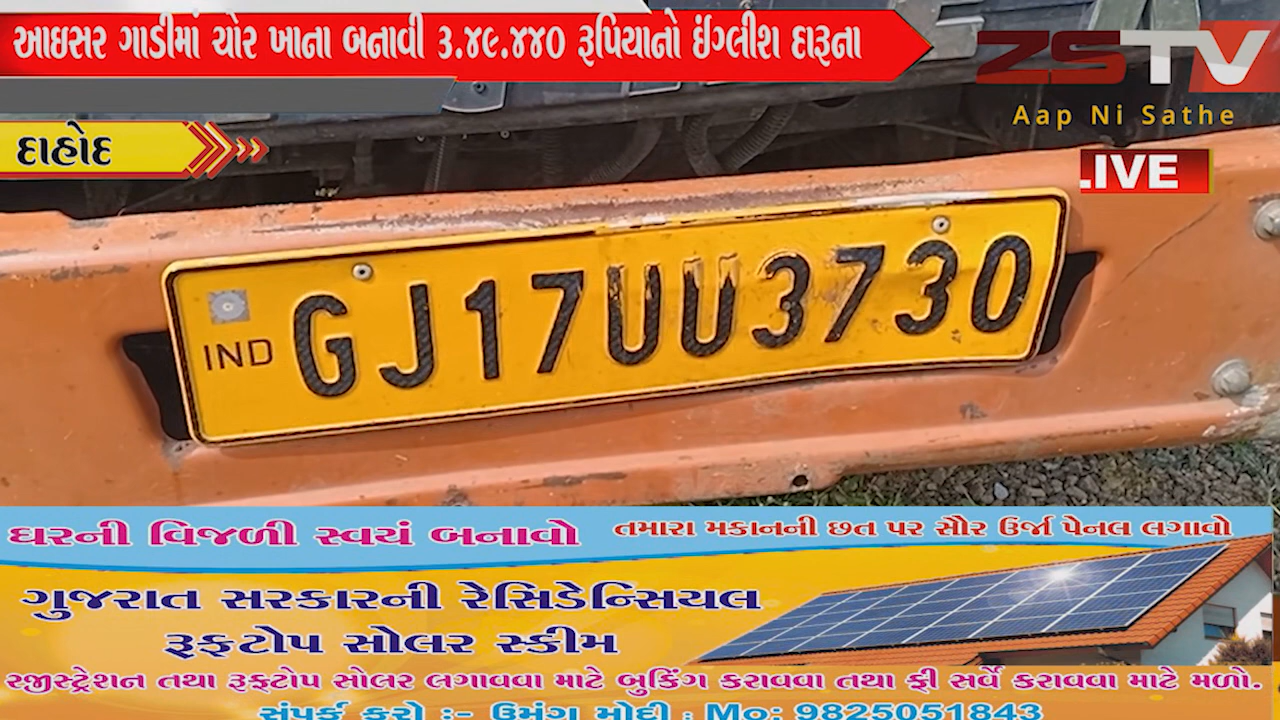 આઇસર ગાડીમાં ચોર ખાના બનાવી ૩.૪૯.૪૪૦ રૂપિયાનો ઈંગ્લીશ દારૂના
ZSTV
Aap Ni Sathe
દાહોદ
LIVE
IND GJ17UU3730
ઘરની વિજળી સ્વયં બનાવો
તમારા મકાનની છત પર સૌર ઉર્જા પેનલ લગાવો
ગુજરાત સરકારની રેસિડેન્સિયલ
રૂફટોપ સોલર સ્કીમ
રજીસ્ટ્રેશન તથા રૂફ્ટોપ સોલર લગાવવા માટે બુકિંગ કરાવવા તથા ફ્રી સર્વે કરાવવા માટે મળો.
સંપર્ક કરો :- ઉમંગ મોદી : Mo: 9825051843